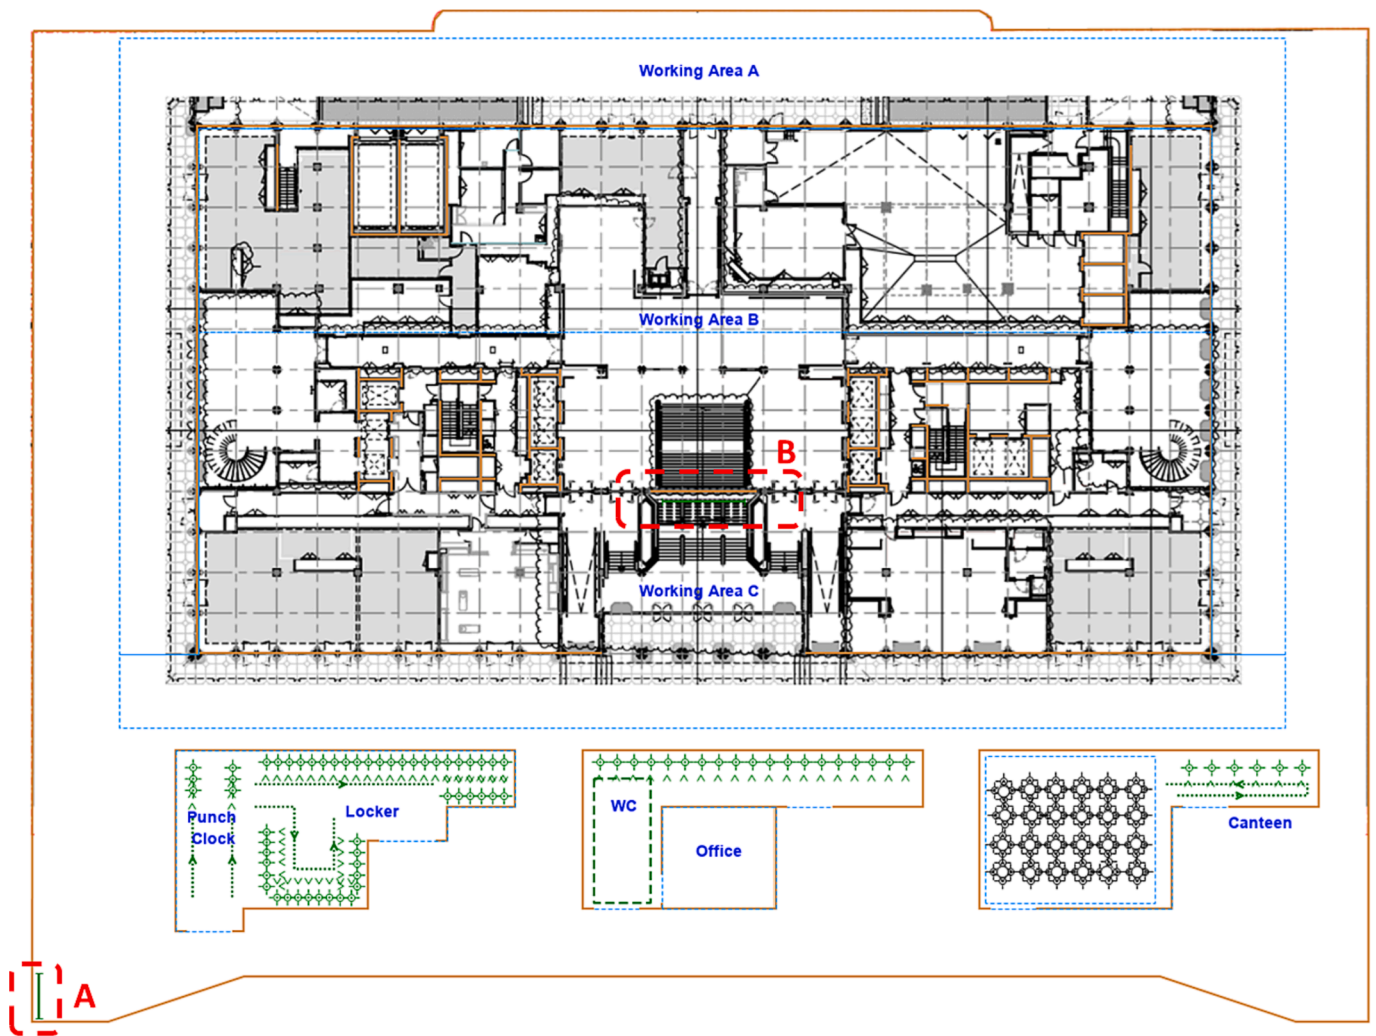 Working Area A
Working Area B
B
Working Area C
Punch
Clock
Locker
WC
Office
Canteen
A